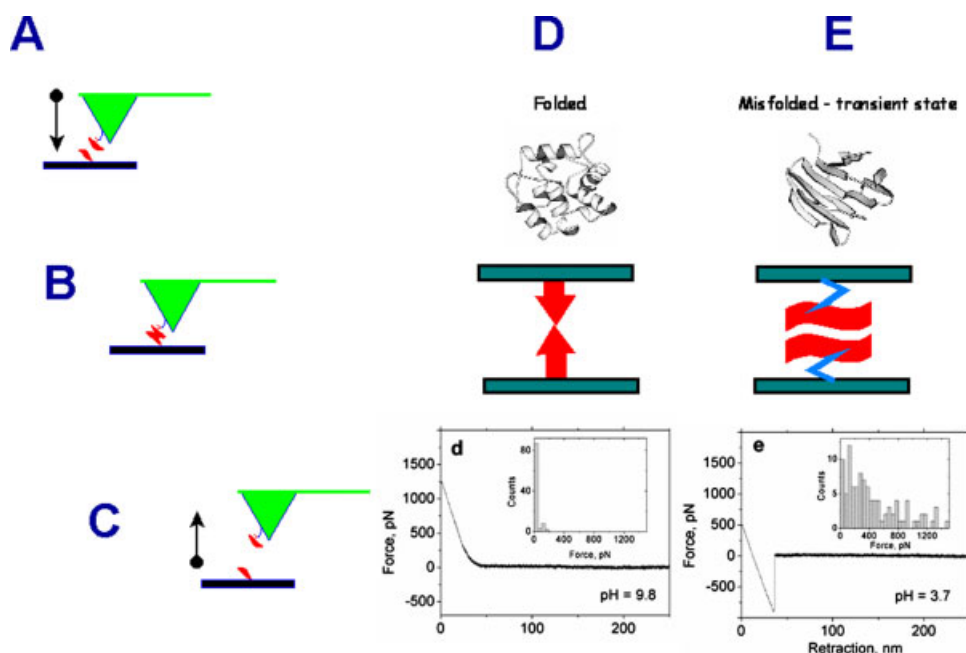 A
D
E
Folded
Misfolded - transient state
B
C
d
Force, pN
1500
1000
500
0
-500
0
100
200
Counts
80
40
0
0
400
800
1200
Force, pN
pH = 9.8
e
Force, pN
1500
1000
500
0
-500
0
100
200
Retraction, nm
Counts
10
5
0
0
400
800
1200
Force, pN
pH = 3.7